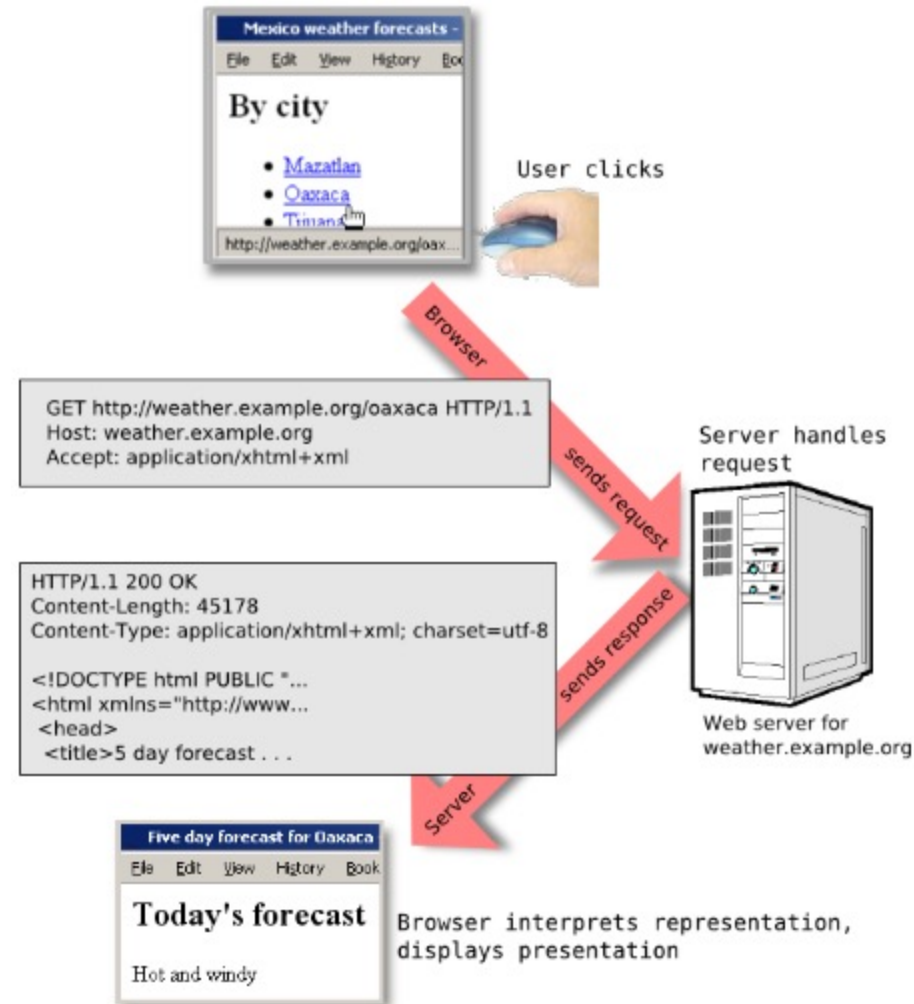 Mexico weather forecasts -
File Edit View History
By city
• Mazatlan
• Oaxaca
• Tijuana
http://weather.example.org/oax...
User clicks
Browser
sends request
GET http://weather.example.org/oaxaca HTTP/1.1
Host: weather.example.org
Accept: application/xhtml+xml
Server handles
request
HTTP/1.1 200 OK
Content-Length: 45178
Content-Type: application/xhtml+xml; charset=utf-8
<!DOCTYPE html PUBLIC "...
<html xmlns="http://www...
<head>
<title>5 day forecast . . .
Web server for
weather.example.org
Server
sends response
Five day forecast for Oaxaca
File Edit View History Book
Today's forecast
Hot and windy
Browser interprets representation,
displays presentation